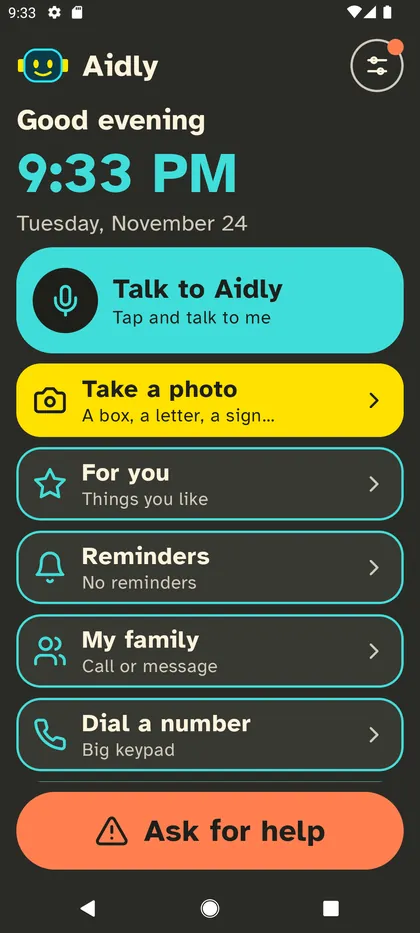 9:33
Aidly
Good evening
9:33 PM
Tuesday, November 24
Talk to Aidly
Tap and talk to me
Take a photo
A box, a letter, a sign...
For you
Things you like
Reminders
No reminders
My family
Call or message
Dial a number
Big keypad
Ask for help